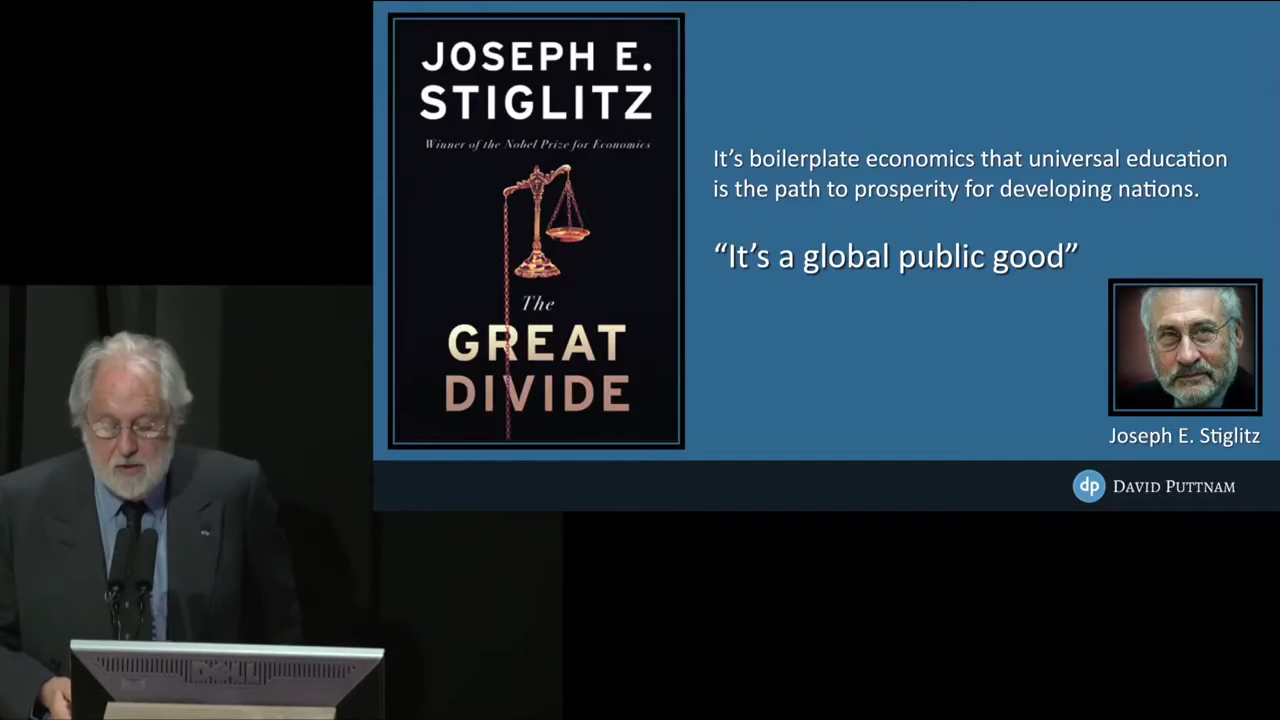 JOSEPH E.
STIGLITZ
Winner of the Nobel Prize for Economics
The
GREAT
DIVIDE
It's boilerplate economics that universal education
is the path to prosperity for developing nations.
“It's a global public good”
Joseph E. Stiglitz
dp DAVID PUTTNAM
DELL